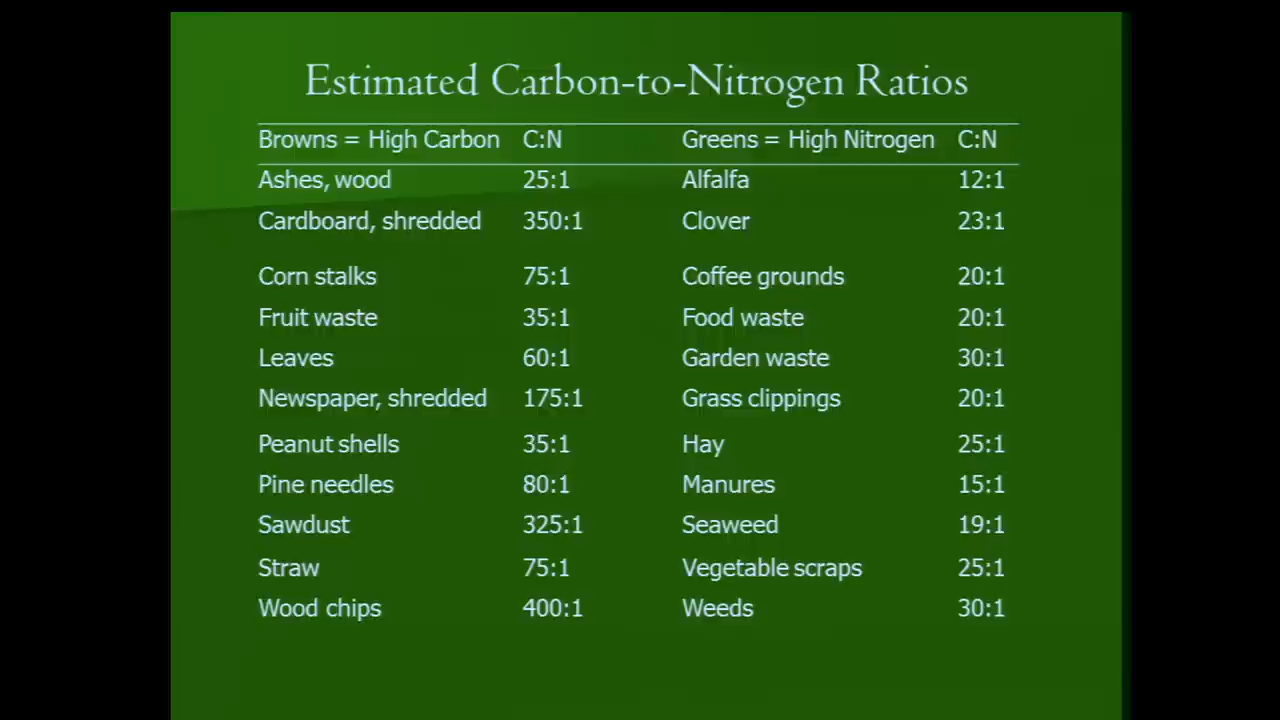 Estimated Carbon-to-Nitrogen Ratios
Browns = High Carbon C:N Greens = High Nitrogen C:N
Ashes, wood 25:1 Alfalfa 12:1
Cardboard, shredded 350:1 Clover 23:1
Corn stalks 75:1 Coffee grounds 20:1
Fruit waste 35:1 Food waste 20:1
Leaves 60:1 Garden waste 30:1
Newspaper, shredded 175:1 Grass clippings 20:1
Peanut shells 35:1 Hay 25:1
Pine needles 80:1 Manures 15:1
Sawdust 325:1 Seaweed 19:1
Straw 75:1 Vegetable scraps 25:1
Wood chips 400:1 Weeds 30:1